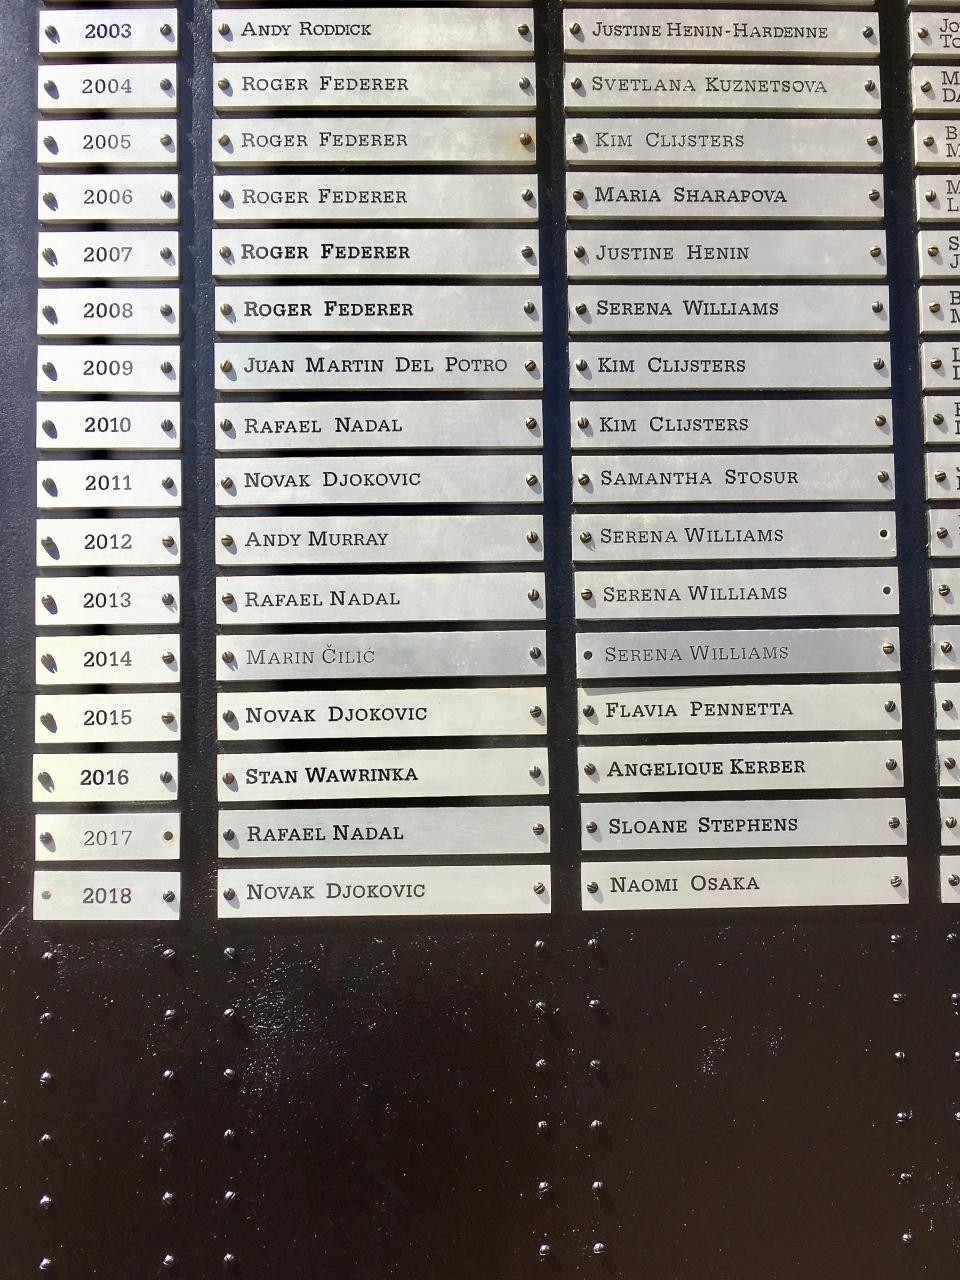 2003 ANDY RODDICK JUSTINE HENIN-HARDENNE
2004 ROGER FEDERER SVETLANA KUZNETSOVA
2005 ROGER FEDERER KIM CLIJSTERS
2006 ROGER FEDERER MARIA SHARAPOVA
2007 ROGER FEDERER JUSTINE HENIN
2008 ROGER FEDERER SERENA WILLIAMS
2009 JUAN MARTIN DEL POTRO KIM CLIJSTERS
2010 RAFAEL NADAL KIM CLIJSTERS
2011 NOVAK DJOKOVIC SAMANTHA STOSUR
2012 ANDY MURRAY SERENA WILLIAMS
2013 RAFAEL NADAL SERENA WILLIAMS
2014 MARIN ČILIĆ SERENA WILLIAMS
2015 NOVAK DJOKOVIC FLAVIA PENNETTA
2016 STAN WAWRINKA ANGELIQUE KERBER
2017 RAFAEL NADAL SLOANE STEPHENS
2018 NOVAK DJOKOVIC NAOMI OSAKA